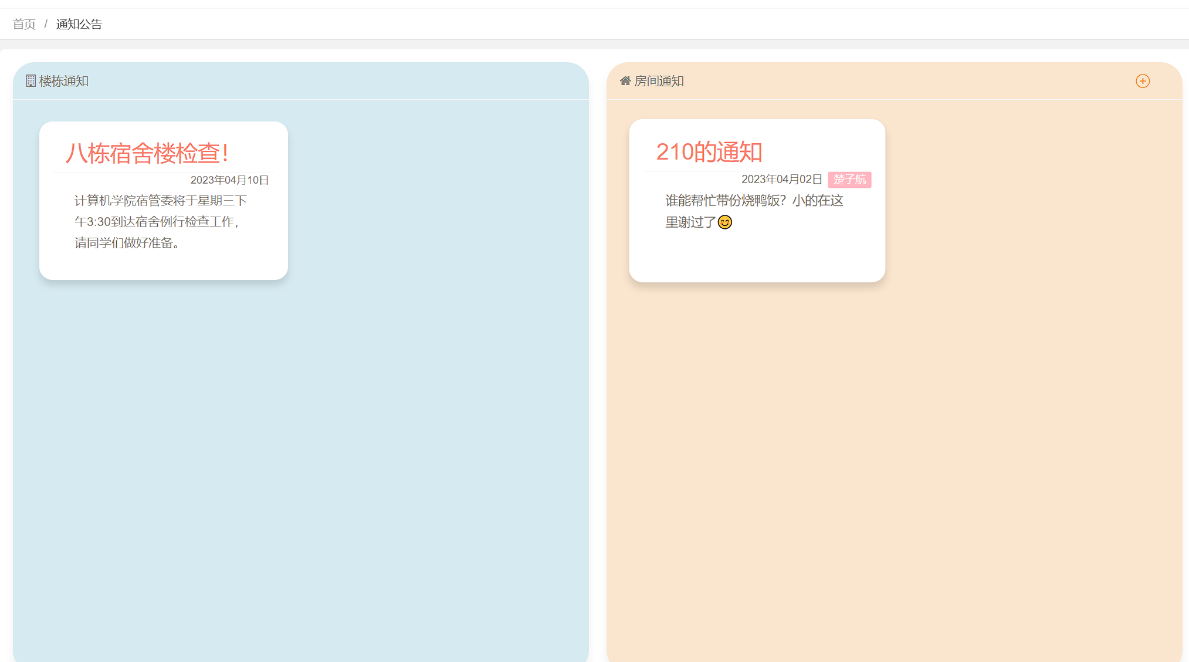 首页 / 通知公告
楼栋通知
八栋宿舍楼检查!
2023年04月10日
计算机学院宿管委将于星期三下
午3:30到达宿舍例行检查工作,
请同学们做好准备。
房间通知
210的通知
2023年04月02日 楚子航
谁能帮忙带份烧鸭饭?小的在这
里谢过了😊